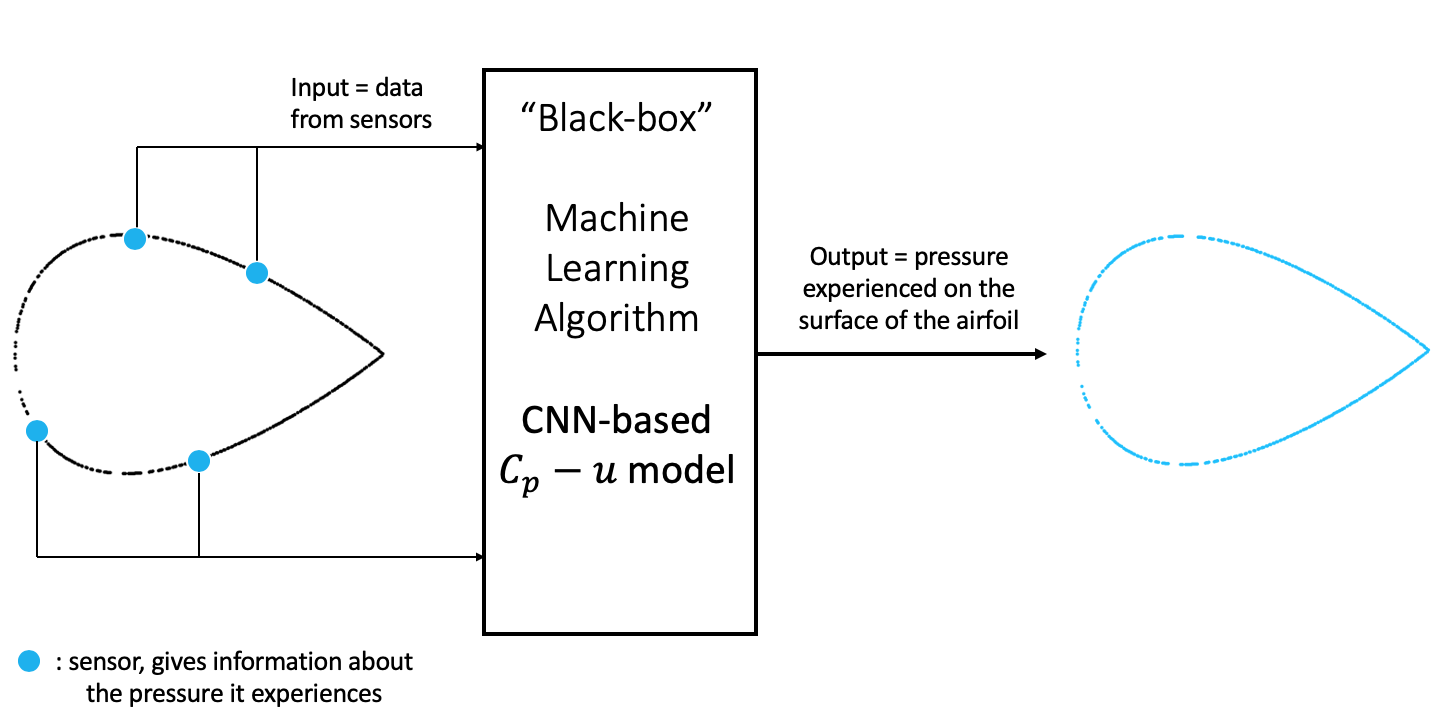 Input = data
from sensors
“Black-box”
Machine
Learning
Algorithm
CNN-based
𝐶𝑝 − 𝑢 model
Output = pressure
experienced on the
surface of the airfoil
: sensor, gives information about
the pressure it experiences